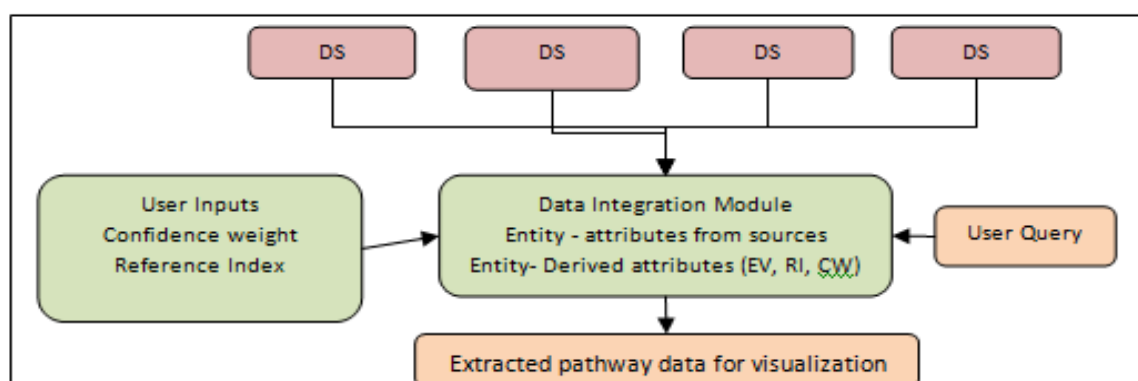 DS
DS
DS
DS
User Inputs
Confidence weight
Reference Index
Data Integration Module
Entity - attributes from sources
Entity- Derived attributes (EV, RI, CW)
User Query
Extracted pathway data for visualization